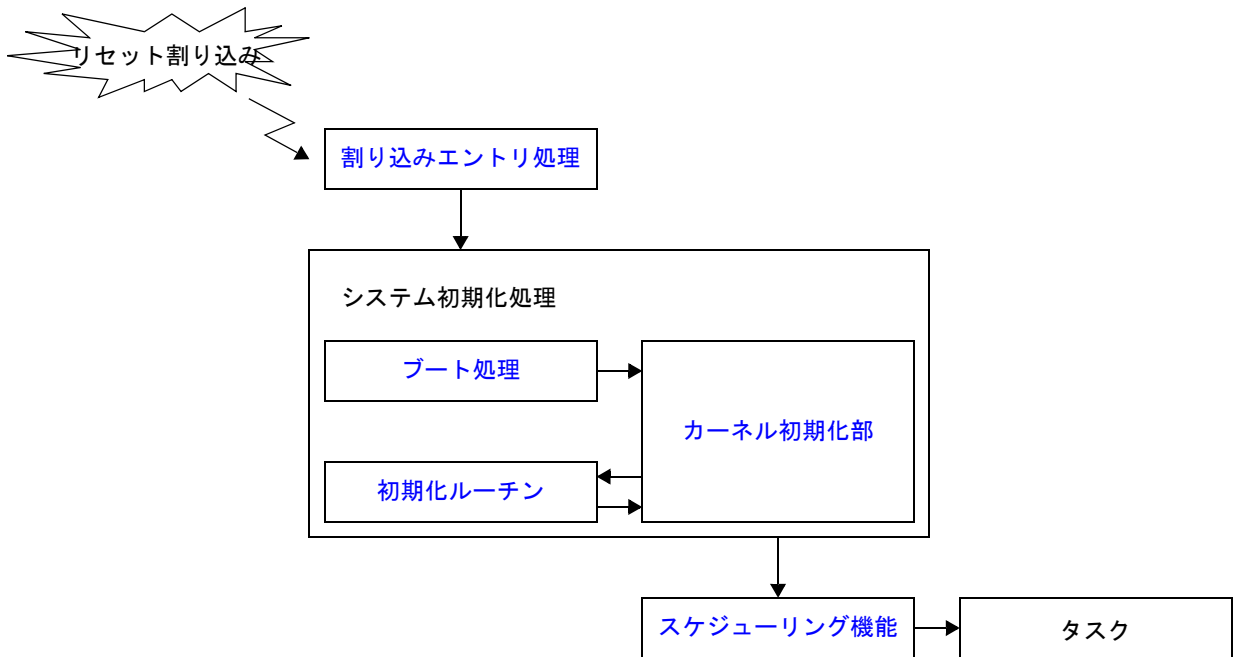 リセット割り込み
割り込みエントリ処理
システム初期化処理
ブート処理
カーネル初期化部
初期化ルーチン
スケジューリング機能
タスク